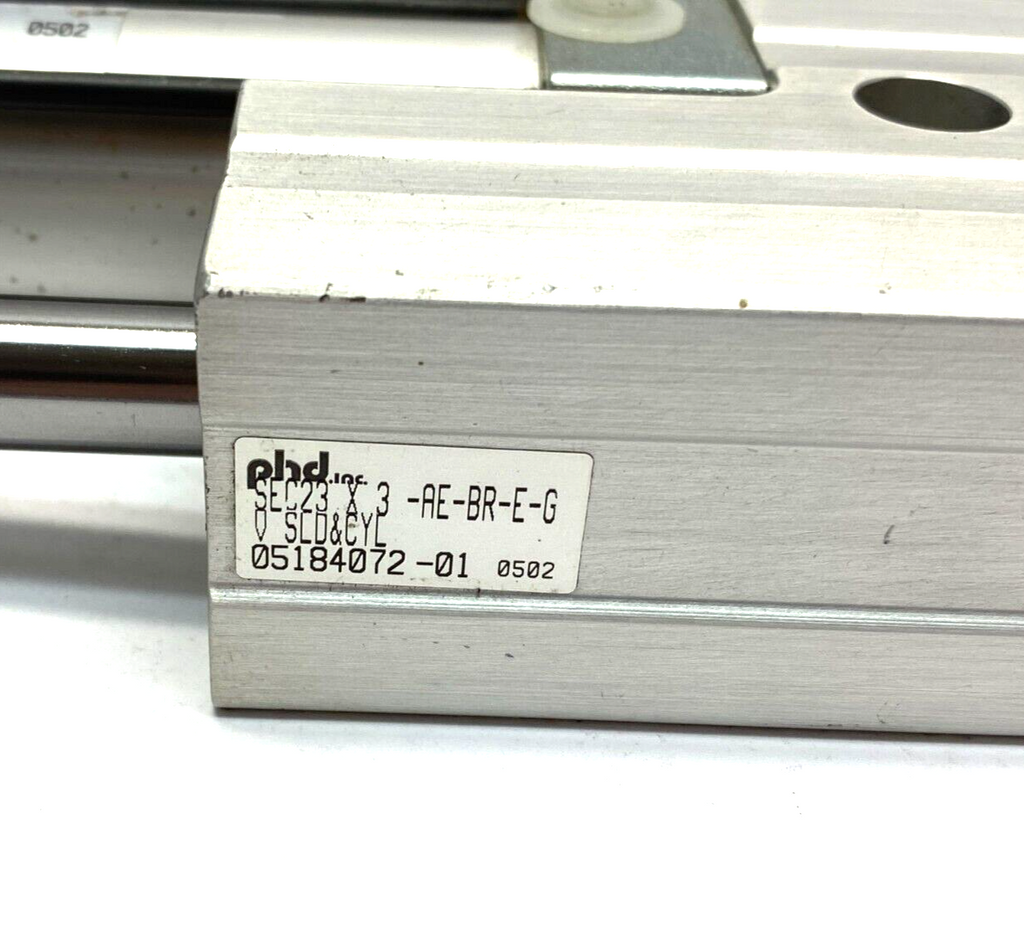 0502
phd, inc.
SEC23 X 3 -AE-BR-E-G
V SLD&CYL
05184072-01 0502